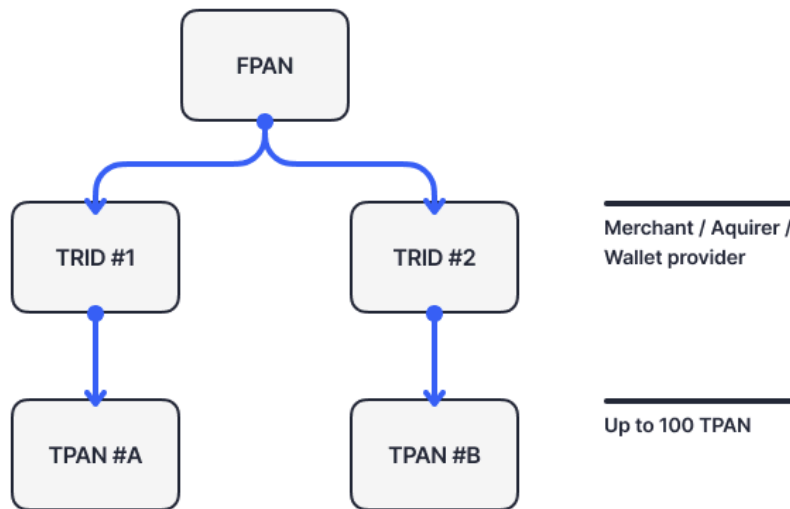 FPAN
TRID #1
TRID #2
Merchant / Aquirer /
Wallet provider
TPAN #A
TPAN #B
Up to 100 TPAN